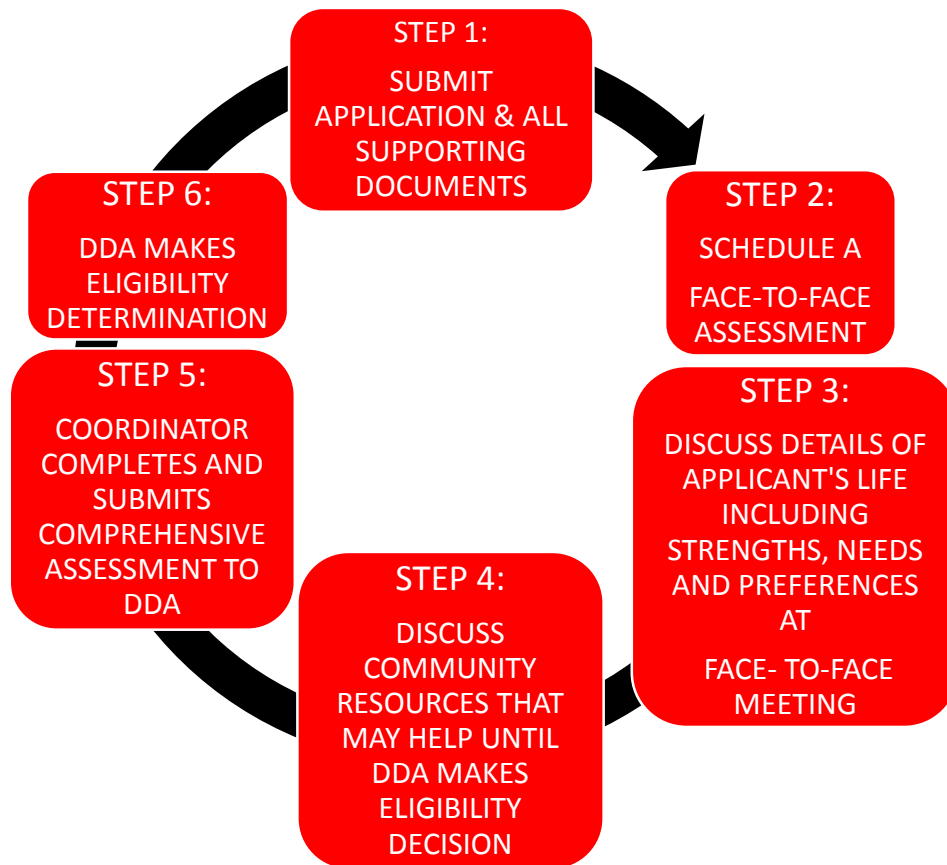 STEP 1:
SUBMIT
APPLICATION & ALL
SUPPORTING
DOCUMENTS
STEP 2:
SCHEDULE A
FACE-TO-FACE
ASSESSMENT
STEP 3:
DISCUSS DETAILS OF
APPLICANT'S LIFE
INCLUDING
STRENGTHS, NEEDS
AND PREFERENCES
AT
FACE- TO-FACE
MEETING
STEP 4:
DISCUSS
COMMUNITY
RESOURCES THAT
MAY HELP UNTIL
DDA MAKES
ELIGIBILITY
DECISION
STEP 5:
COORDINATOR
COMPLETES AND
SUBMITS
COMPREHENSIVE
ASSESSMENT TO
DDA
STEP 6:
DDA MAKES
ELIGIBILITY
DETERMINATION